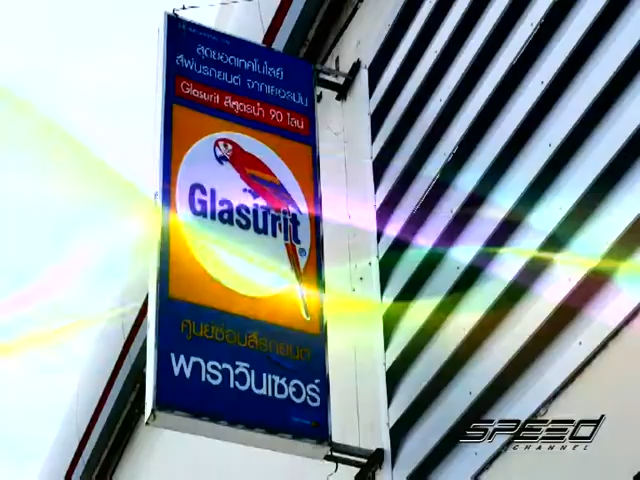 สุดยอดเทคโนโลยี
สีพ่นรถยนต์ จากเยอรมัน
Glasurit สีสูตรน้ำ 90 ไลน์
Glasurit®
ศูนย์ซ่อมสีรถยนต์
พาราวินเซอร์
SPEED
CHANNEL